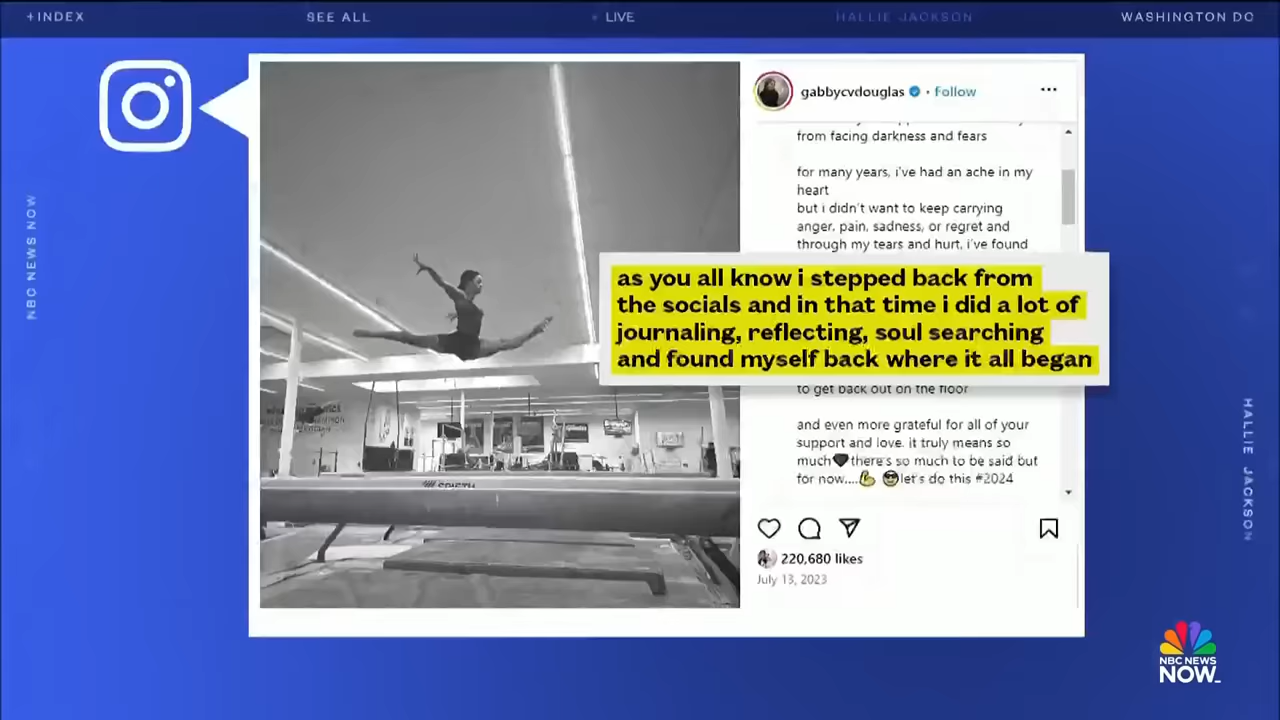 +INDEX
SEE ALL
LIVE
HALLIE JACKSON
WASHINGTON DC
NBC NEWS NOW
gabbycvdouglas • Follow
from facing darkness and fears
for many years, i've had an ache in my
heart
but i didn't want to keep carrying
anger, pain, sadness, or regret and
through my tears and hurt, i've found
as you all know i stepped back from
the socials and in that time i did a lot of
journaling, reflecting, soul searching
and found myself back where it all began
to get back out on the floor
and even more grateful for all of your
support and love. it truly means so
much🖤there's so much to be said but
for now....💪 😎let's do this #2024
SPIETH
220,680 likes
July 13, 2023
HALLIE JACKSON
NBC NEWS
NOW_